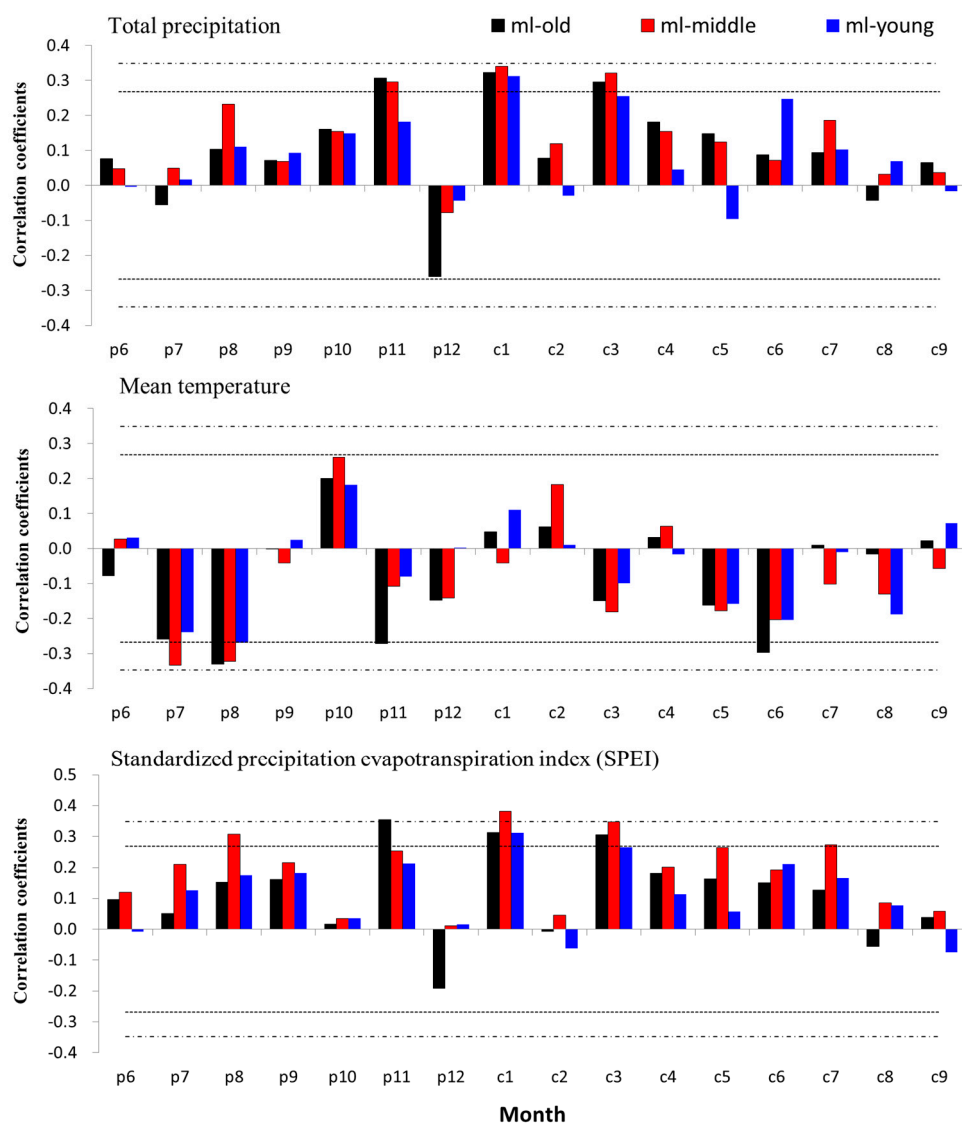 Total precipitation
ml-old ml-middle ml-young
0.4
0.3
0.2
0.1
0.0
-0.1
-0.2
-0.3
-0.4
Correlation coefficients
p6 p7 p8 p9 p10 p11 p12 c1 c2 c3 c4 c5 c6 c7 c8 c9
Mean temperature
0.4
0.3
0.2
0.1
0.0
-0.1
-0.2
-0.3
-0.4
Correlation coefficients
p6 p7 p8 p9 p10 p11 p12 c1 c2 c3 c4 c5 c6 c7 c8 c9
Standardized precipitation evapotranspiration index (SPEI)
0.5
0.4
0.3
0.2
0.1
0.0
-0.1
-0.2
-0.3
-0.4
Correlation coefficients
p6 p7 p8 p9 p10 p11 p12 c1 c2 c3 c4 c5 c6 c7 c8 c9
Month